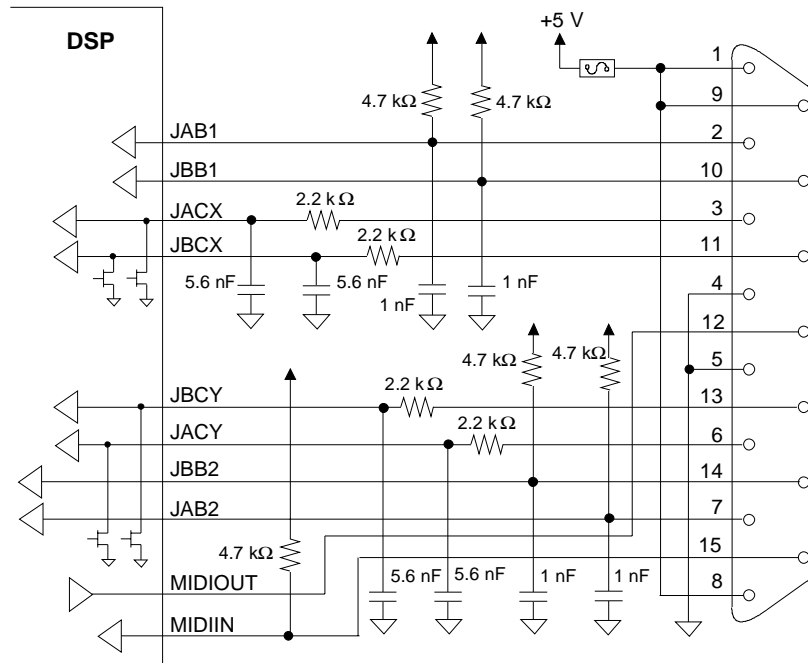 +5 V
DSP
1
4.7 kΩ
4.7 kΩ
9
JAB1
2
JBB1
10
JACX
2.2 kΩ
3
JBCX
2.2 kΩ
11
5.6 nF
5.6 nF
1 nF
1 nF
4
12
4.7 kΩ
4.7 kΩ
5
JBCY
2.2 kΩ
13
JACY
2.2 kΩ
6
JBB2
14
JAB2
7
4.7 kΩ
15
MIDIOUT
5.6 nF
5.6 nF
1 nF
1 nF
8
MIDIIN